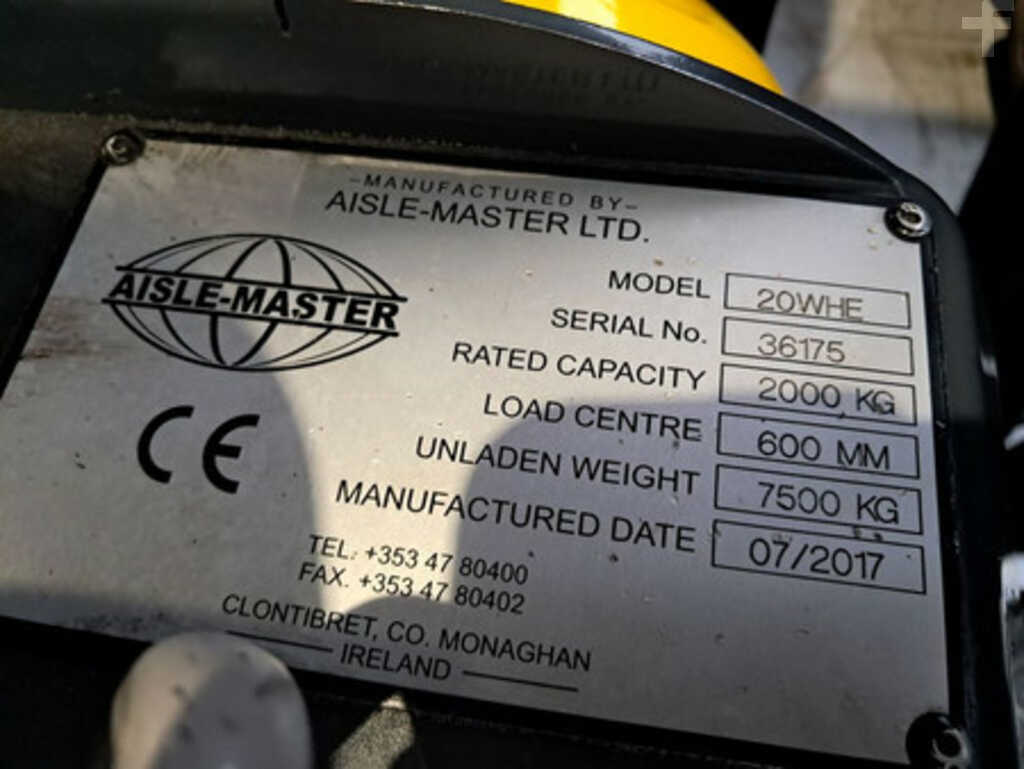 –MANUFACTURED BY–
AISLE-MASTER LTD.
AISLE-MASTER
CE
MODEL 20WHE
SERIAL No. 36175
RATED CAPACITY 2000 KG
LOAD CENTRE 600 MM
UNLADEN WEIGHT 7500 KG
MANUFACTURED DATE 07/2017
TEL. +353 47 80400
FAX. +353 47 80402
CLONTIBRET, CO. MONAGHAN
IRELAND